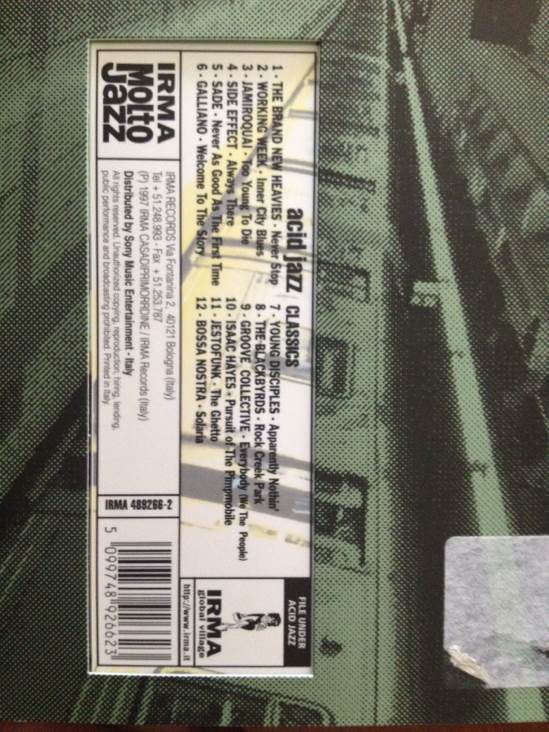 acid jazz CLASSICS
1 - THE BRAND NEW HEAVIES - Never Stop
2 - WORKING WEEK - Inner City Blues
3 - JAMIROQUAI - Too Young To Die
4 - SIDE EFFECT - Always There
5 - SADE - Never As Good As The First Time
6 - GALLIANO - Welcome To The Story
7 - YOUNG DISCIPLES - Apparently Nothin'
8 - THE BLACKBYRDS - Rock Creek Park
9 - GROOVE COLLECTIVE - Everybody (We The People)
10 - ISAAC HAYES - Pursuit of The Pimpmobile
11 - JESTOFUNK - The Ghetto
12 - BOSSA NOSTRA - Solaria
FILE UNDER
ACID JAZZ
IRMA
global village
http://www.irma.it
IRMA
MOLTO
JaZZ
IRMA RECORDS Via Fontanina 2, 40121 Bologna (Italy)
Tel + 51.248.993 - Fax + 51.253.787
(P) 1997 IRMA CASADIPRIMORDINE / IRMA Records (Italy)
Distributed by Sony Music Entertainment - Italy
All rights reserved. Unauthorized copying, reproduction, hiring, lending,
public performance and broadcasting prohibited. Printed in Italy.
IRMA 489266-2
5 099748 926623